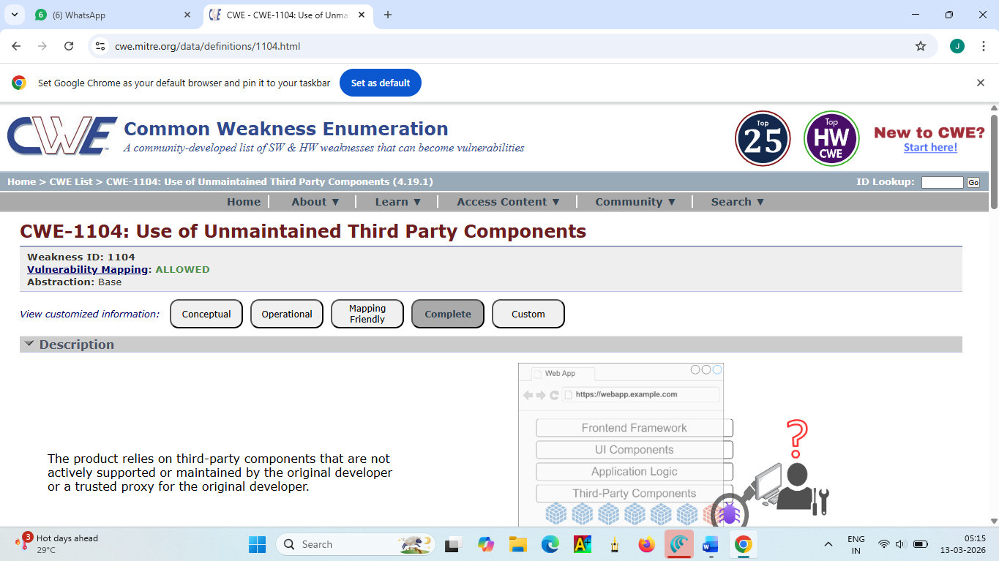 (6) WhatsApp
CWE - CWE-1104: Use of Unma
cwe.mitre.org/data/definitions/1104.html
J
Set Google Chrome as your default browser and pin it to your taskbar
Set as default
CWE
Common Weakness Enumeration
A community-developed list of SW & HW weaknesses that can become vulnerabilities
Top
25
Top
HW
CWE
New to CWE?
Start here!
Home > CWE List > CWE-1104: Use of Unmaintained Third Party Components (4.19.1)
ID Lookup:
Go
Home
About ▼
Learn ▼
Access Content ▼
Community ▼
Search ▼
CWE-1104: Use of Unmaintained Third Party Components
Weakness ID: 1104
Vulnerability Mapping: ALLOWED
Abstraction: Base
View customized information:
Conceptual
Operational
Mapping
Friendly
Complete
Custom
Description
Web App
https://webapp.example.com
Frontend Framework
UI Components
Application Logic
Third-Party Components
?
The product relies on third-party components that are not
actively supported or maintained by the original developer
or a trusted proxy for the original developer.
3
Hot days ahead
29°C
Search
ENG
IN
05:15
13-03-2026